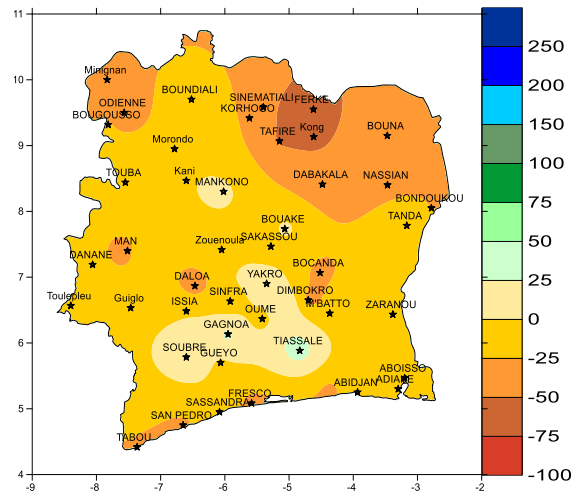 11
10
9
8
7
6
5
4
Minignan
ODIENNE
BOUGOUSSO
BOUNDIALI
SINEMATIALI
FERKE
KORHOGO
TAFIRE
Kong
BOUNA
Morondo
TOUBA
Kani
MANKONO
DABAKALA
NASSIAN
BONDOUKOU
TANDA
BOUAKE
MAN
Zouenoula
SAKASSOU
DANANE
BOCANDA
DALOA
YAKRO
Toulepleu
Guiglo
ISSIA
SINFRA
DIMBOKRO
M'BATTO
ZARANOU
OUME
GAGNOA
TIASSALE
SOUBRE
GUEYO
ABOISSO
ADIAKE
ABIDJAN
FRESCO
SASSANDRA
SAN PEDRO
TABOU
-9 -8 -7 -6 -5 -4 -3 -2
250
200
150
100
75
50
25
0
-25
-50
-75
-100